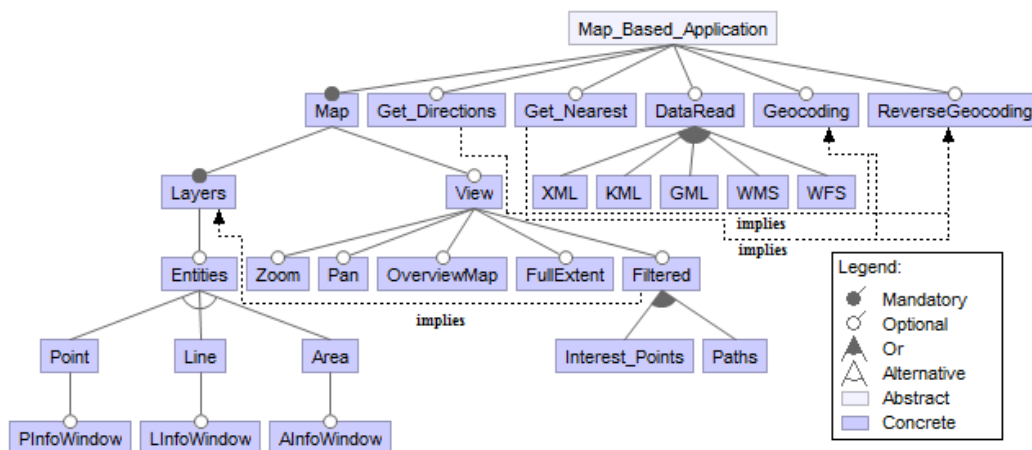 Map_Based_Application
Map
Get_Directions
Get_Nearest
DataRead
Geocoding
ReverseGeocoding
Layers
View
XML
KML
GML
WMS
WFS
implies
implies
Entities
Zoom
Pan
OverviewMap
FullExtent
Filtered
implies
Point
Line
Area
Interest_Points
Paths
PInfoWindow
LInfoWindow
AInfoWindow
Legend:
Mandatory
Optional
Or
Alternative
Abstract
Concrete